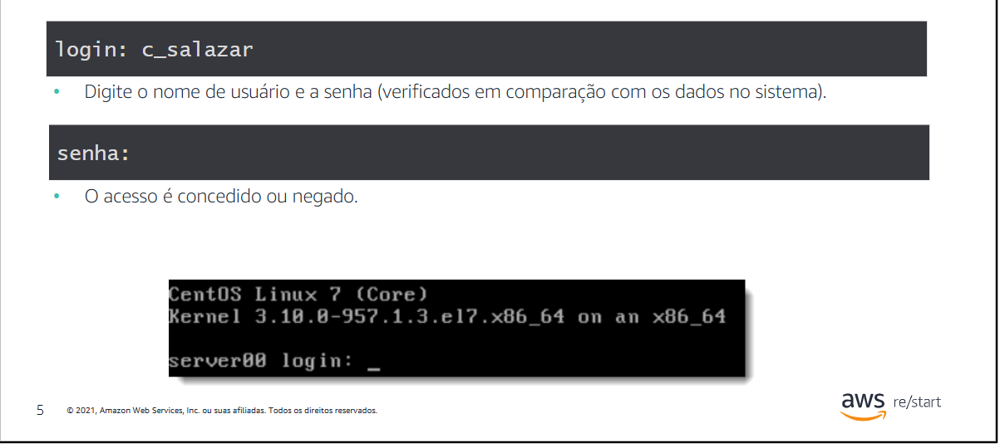 login: c_salazar
• Digite o nome de usuário e a senha (verificados em comparação com os dados no sistema).
senha:
• O acesso é concedido ou negado.
CentOS Linux 7 (Core)
Kernel 3.10.0-957.1.3.el7.x86_64 on an x86_64
server00 login: _
5 © 2021, Amazon Web Services, Inc. ou suas afiliadas. Todos os direitos reservados.
aws re/start